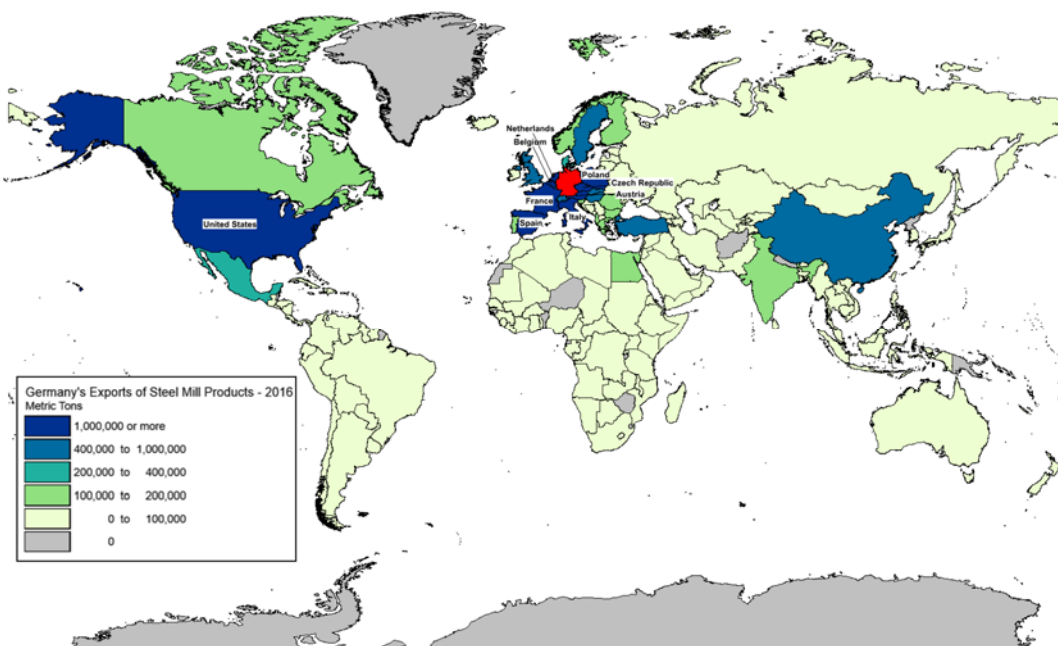 Netherlands
Belgium
Poland
Czech Republic
Austria
France
Italy
Spain
United States
Germany's Exports of Steel Mill Products - 2016
Metric Tons
1,000,000 or more
400,000 to 1,000,000
200,000 to 400,000
100,000 to 200,000
0 to 100,000
0